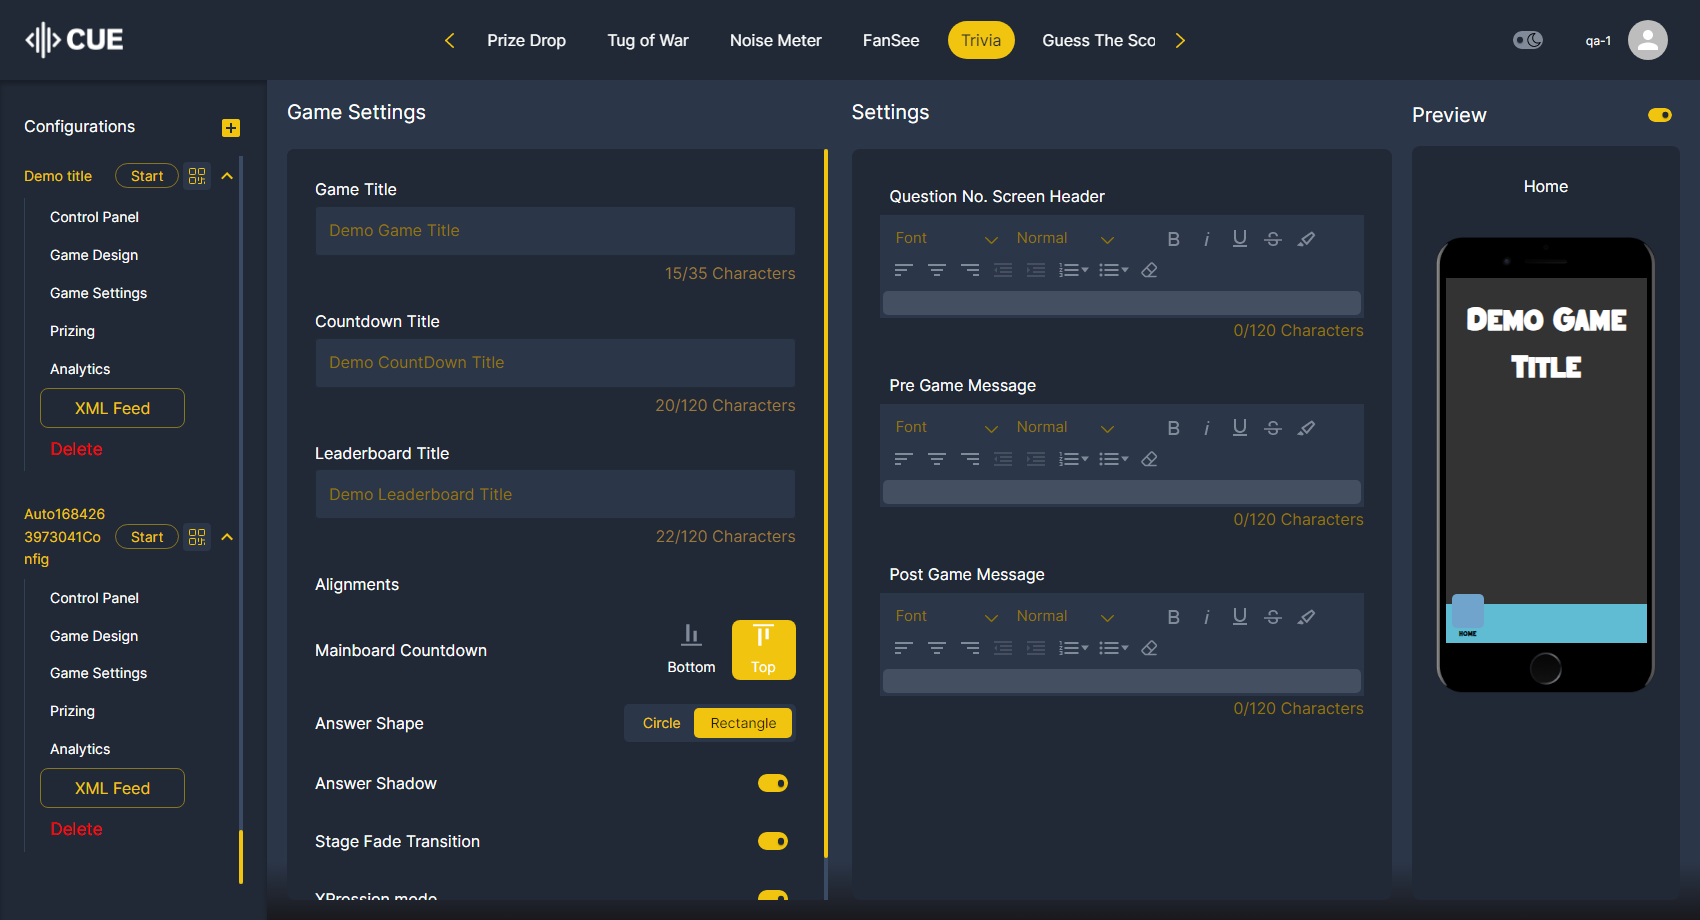 CUE
Prize Drop
Tug of War
Noise Meter
FanSee
Trivia
Guess The Sco
qa-1
Configurations
Demo title
Start
Control Panel
Game Design
Game Settings
Prizing
Analytics
XML Feed
Delete
Auto168426
3973041Co
nfig
Start
Control Panel
Game Design
Game Settings
Prizing
Analytics
XML Feed
Delete
Game Settings
Game Title
Demo Game Title
15/35 Characters
Countdown Title
Demo CountDown Title
20/120 Characters
Leaderboard Title
Demo Leaderboard Title
22/120 Characters
Alignments
Mainboard Countdown
Bottom
Top
Answer Shape
Circle
Rectangle
Answer Shadow
Stage Fade Transition
XPression mode
Settings
Question No. Screen Header
Font
Normal
B i U S
0/120 Characters
Pre Game Message
Font
Normal
B i U S
0/120 Characters
Post Game Message
Font
Normal
B i U S
0/120 Characters
Preview
Home
Demo Game
Title
HOME